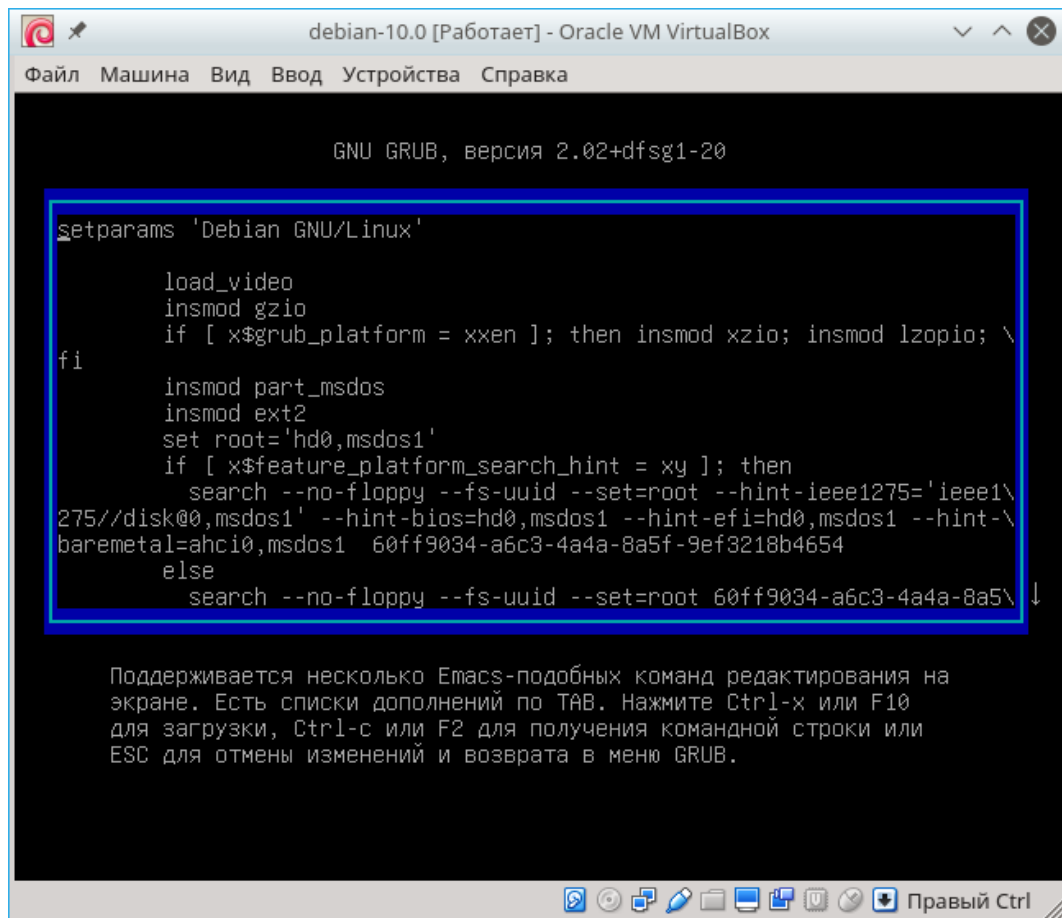 debian-10.0 [Работает] - Oracle VM VirtualBox
Файл Машина Вид Ввод Устройства Справка
GNU GRUB, версия 2.02+dfsg1-20
setparams 'Debian GNU/Linux'
load_video
insmod gzio
if [ x$grub_platform = xxen ]; then insmod xzio; insmod lzopio; \
fi
insmod part_msdos
insmod ext2
set root='hd0,msdos1'
if [ x$feature_platform_search_hint = xy ]; then
search --no-floppy --fs-uuid --set=root --hint-ieee1275='ieee1\
275//disk@0,msdos1' --hint-bios=hd0,msdos1 --hint-efi=hd0,msdos1 --hint-\
baremetal=ahci0,msdos1  60ff9034-a6c3-4a4a-8a5f-9ef3218b4654
else
search --no-floppy --fs-uuid --set=root 60ff9034-a6c3-4a4a-8a5\ ↓
Поддерживается несколько Emacs-подобных команд редактирования на
экране. Есть списки дополнений по TAB. Нажмите Ctrl-x или F10
для загрузки, Ctrl-c или F2 для получения командной строки или
ESC для отмены изменений и возврата в меню GRUB.
Правый Ctrl